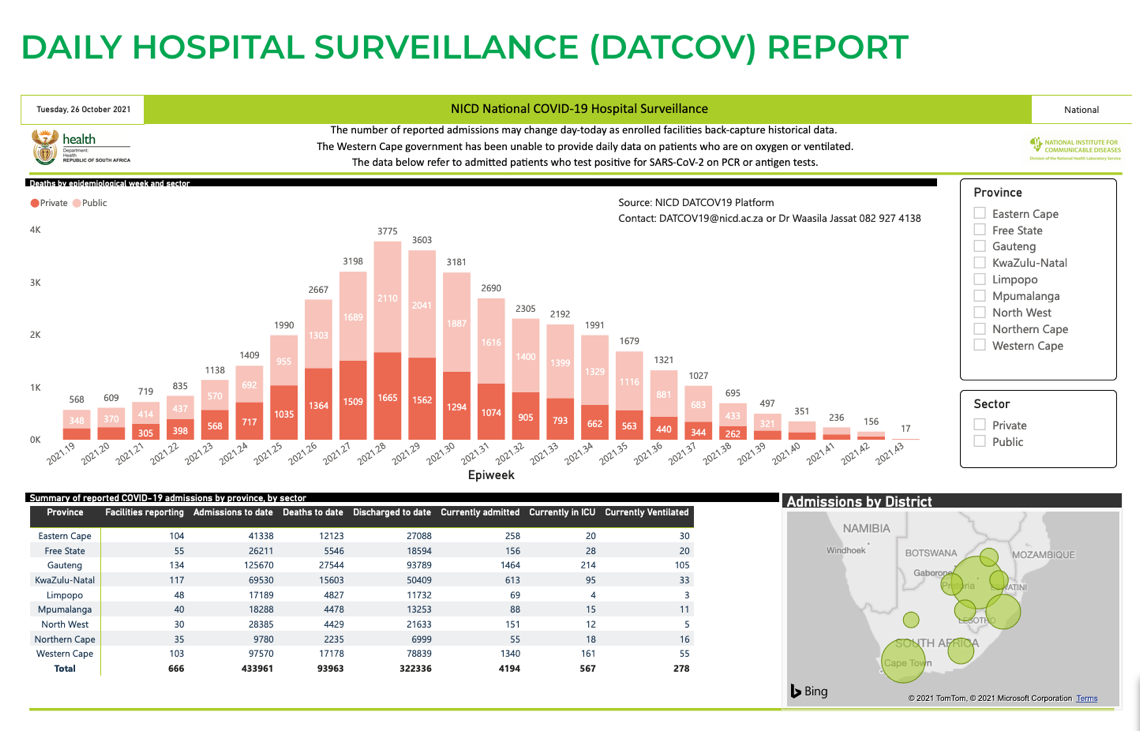 DAILY HOSPITAL SURVEILLANCE (DATCOV) REPORT
Tuesday, 26 October 2021
NICD National COVID-19 Hospital Surveillance
National
health
Department:
Health
REPUBLIC OF SOUTH AFRICA
The number of reported admissions may change day-today as enrolled facilities back-capture historical data.
The Western Cape government has been unable to provide daily data on patients who are on oxygen or ventilated.
The data below refer to admitted patients who test positive for SARS-CoV-2 on PCR or antigen tests.
NATIONAL INSTITUTE FOR
COMMUNICABLE DISEASES
Division of the National Health Laboratory Service
Deaths by epidemiological week and sector
Private Public
Source: NICD DATCOV19 Platform
Contact: DATCOV19@nicd.ac.za or Dr Waasila Jassat 082 927 4138
4K
3K
2K
1K
0K
568 609 719 835 1138 1409 1990 2667 3198 3775 3603 3181 2690 2305 2192 1991 1679 1321 1027 695 497 351 236 156 17
348 370 414 437 570 692 955 1303 1689 2110 2041 1887 1616 1400 1399 1329 1116 881 683 433 321
305 398 568 717 1035 1364 1509 1665 1562 1294 1074 905 793 662 563 440 344 262
2021.19 2021.20 2021.21 2021.22 2021.23 2021.24 2021.25 2021.26 2021.27 2021.28 2021.29 2021.30 2021.31 2021.32 2021.33 2021.34 2021.35 2021.36 2021.37 2021.38 2021.39 2021.40 2021.41 2021.42 2021.43
Epiweek
Province
Eastern Cape
Free State
Gauteng
KwaZulu-Natal
Limpopo
Mpumalanga
North West
Northern Cape
Western Cape
Sector
Private
Public
Summary of reported COVID-19 admissions by province, by sector
Province Facilities reporting Admissions to date Deaths to date Discharged to date Currently admitted Currently in ICU Currently Ventilated
Eastern Cape 104 41338 12123 27088 258 20 30
Free State 55 26211 5546 18594 156 28 20
Gauteng 134 125670 27544 93789 1464 214 105
KwaZulu-Natal 117 69530 15603 50409 613 95 33
Limpopo 48 17189 4827 11732 69 4 3
Mpumalanga 40 18288 4478 13253 88 15 11
North West 30 28385 4429 21633 151 12 5
Northern Cape 35 9780 2235 6999 55 18 16
Western Cape 103 97570 17178 78839 1340 161 55
Total 666 433961 93963 322336 4194 567 278
Admissions by District
NAMIBIA
Windhoek
BOTSWANA
MOZAMBIQUE
Gaborone
LESOTHO
SOUTH AFRICA
Cape Town
Bing
© 2021 TomTom, © 2021 Microsoft Corporation Terms